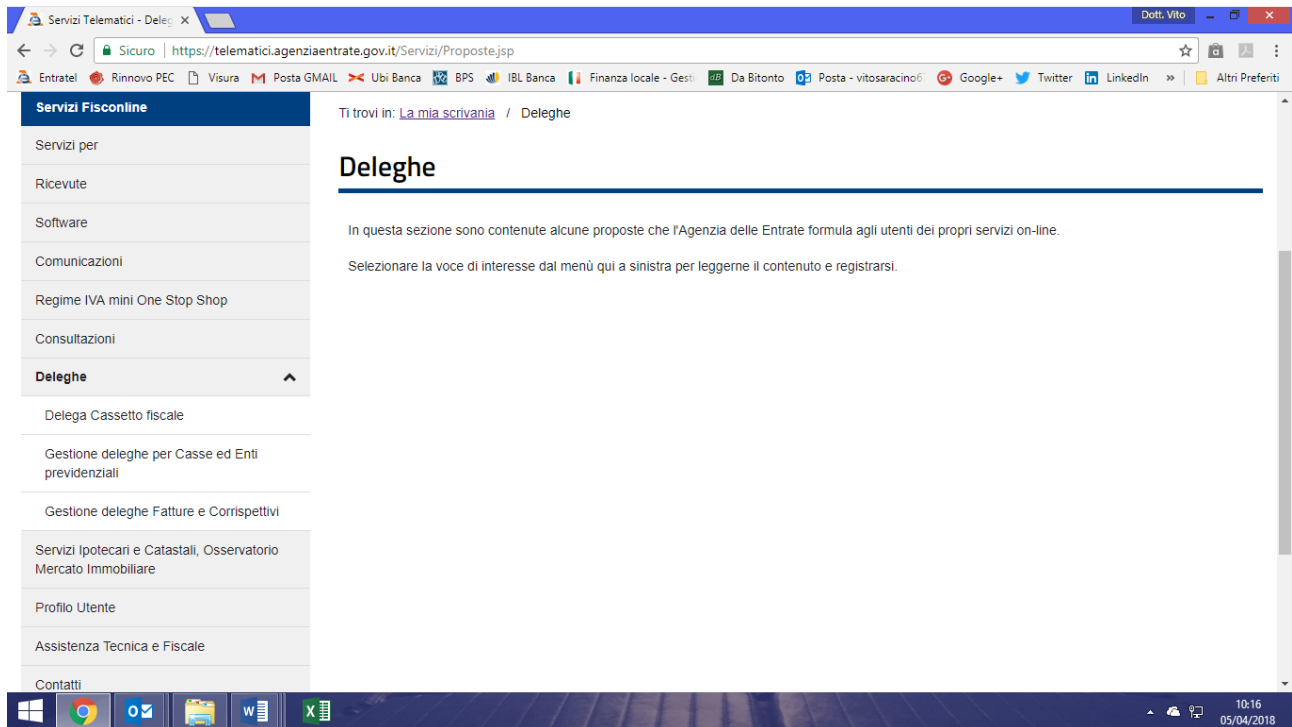 Servizi Telematici - Deleg
Dott. Vito
Sicuro | https://telematici.agenziaentrate.gov.it/Servizi/Proposte.jsp
Entratel Rinnovo PEC Visura Posta GMAIL Ubi Banca BPS IBL Banca Finanza locale - Gesti Da Bitonto Posta - vitosaracino6 Google+ Twitter LinkedIn » Altri Preferiti
Servizi Fisconline
Servizi per
Ricevute
Software
Comunicazioni
Regime IVA mini One Stop Shop
Consultazioni
Deleghe
Delega Cassetto fiscale
Gestione deleghe per Casse ed Enti
previdenziali
Gestione deleghe Fatture e Corrispettivi
Servizi Ipotecari e Catastali, Osservatorio
Mercato Immobiliare
Profilo Utente
Assistenza Tecnica e Fiscale
Contatti
Ti trovi in: La mia scrivania / Deleghe
Deleghe
In questa sezione sono contenute alcune proposte che l'Agenzia delle Entrate formula agli utenti dei propri servizi on-line.
Selezionare la voce di interesse dal menù qui a sinistra per leggerne il contenuto e registrarsi.
10:16
05/04/2018